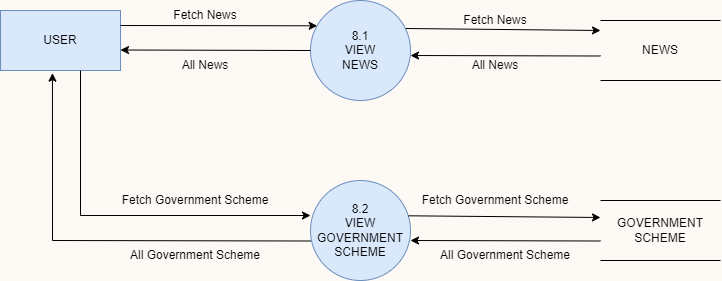 Fetch News
USER
All News
8.1
VIEW
NEWS
Fetch News
All News
NEWS
Fetch Government Scheme
All Government Scheme
8.2
VIEW
GOVERNMENT
SCHEME
Fetch Government Scheme
All Government Scheme
GOVERNMENT
SCHEME